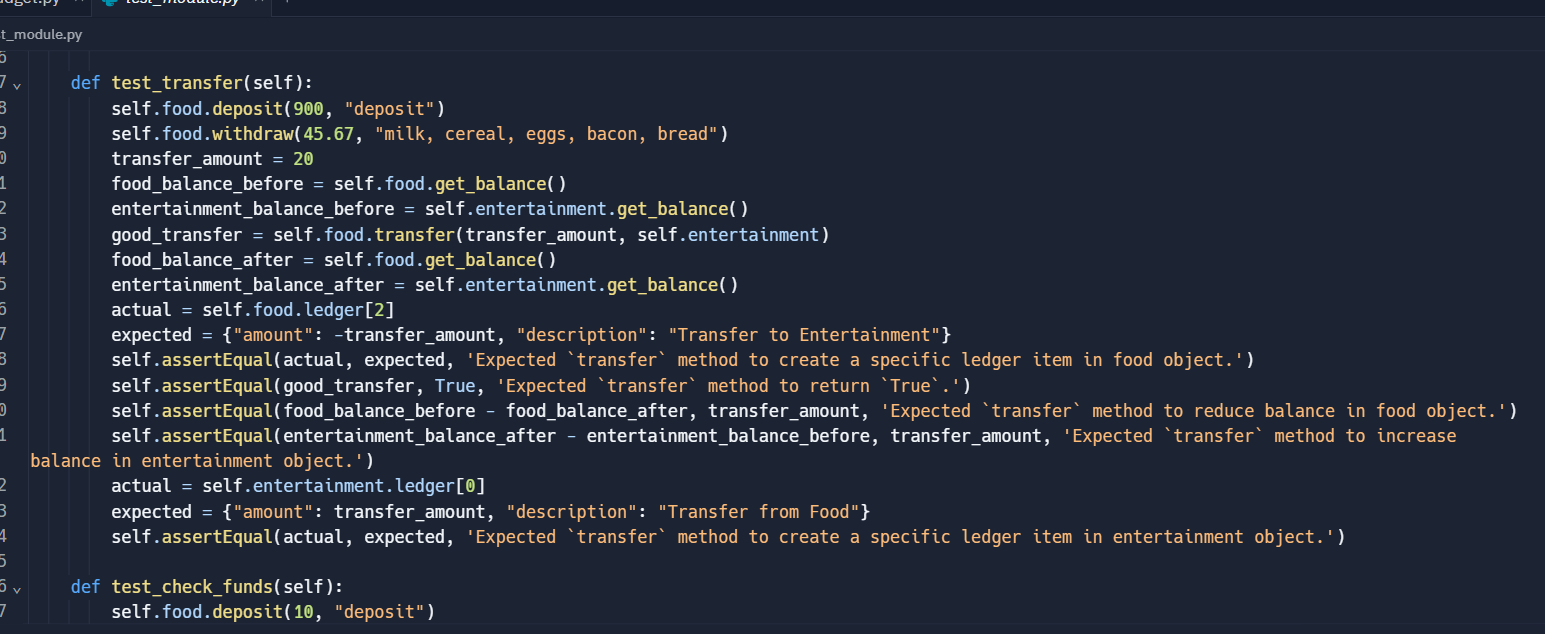 test_module.py
t_module.py
6
7 def test_transfer(self):
8 self.food.deposit(900, "deposit")
9 self.food.withdraw(45.67, "milk, cereal, eggs, bacon, bread")
0 transfer_amount = 20
1 food_balance_before = self.food.get_balance()
2 entertainment_balance_before = self.entertainment.get_balance()
3 good_transfer = self.food.transfer(transfer_amount, self.entertainment)
4 food_balance_after = self.food.get_balance()
5 entertainment_balance_after = self.entertainment.get_balance()
6 actual = self.food.ledger[2]
7 expected = {"amount": -transfer_amount, "description": "Transfer to Entertainment"}
8 self.assertEqual(actual, expected, 'Expected `transfer` method to create a specific ledger item in food object.')
9 self.assertEqual(good_transfer, True, 'Expected `transfer` method to return `True`.')
0 self.assertEqual(food_balance_before - food_balance_after, transfer_amount, 'Expected `transfer` method to reduce balance in food object.')
1 self.assertEqual(entertainment_balance_after - entertainment_balance_before, transfer_amount, 'Expected `transfer` method to increase
balance in entertainment object.')
2 actual = self.entertainment.ledger[0]
3 expected = {"amount": transfer_amount, "description": "Transfer from Food"}
4 self.assertEqual(actual, expected, 'Expected `transfer` method to create a specific ledger item in entertainment object.')
5
6 def test_check_funds(self):
7 self.food.deposit(10, "deposit")